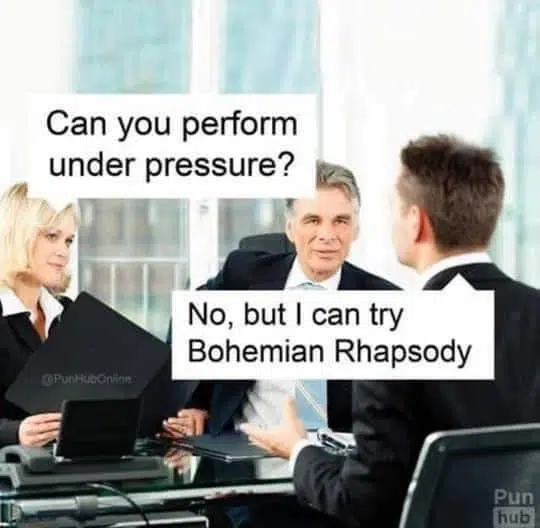 Can you perform
under pressure?
No, but I can try
Bohemian Rhapsody
@PunHubOnline
Pun
hub